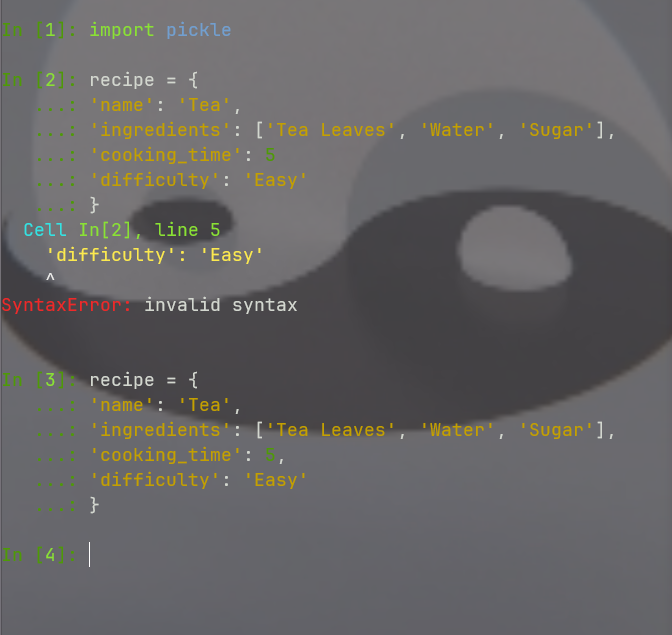 In [1]: import pickle
In [2]: recipe = {
...: 'name': 'Tea',
...: 'ingredients': ['Tea Leaves', 'Water', 'Sugar'],
...: 'cooking_time': 5
...: 'difficulty': 'Easy'
...: }
Cell In[2], line 5
'difficulty': 'Easy'
^
SyntaxError: invalid syntax
In [3]: recipe = {
...: 'name': 'Tea',
...: 'ingredients': ['Tea Leaves', 'Water', 'Sugar'],
...: 'cooking_time': 5,
...: 'difficulty': 'Easy'
...: }
In [4]: